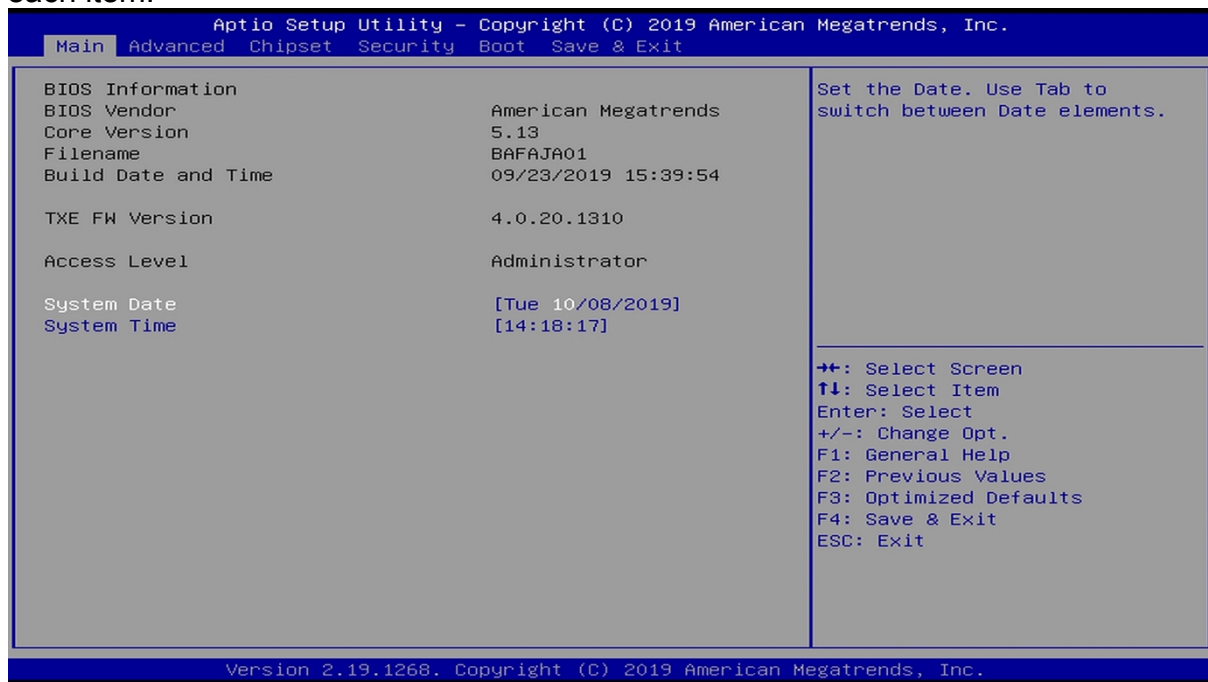 each item.
Aptio Setup Utility – Copyright (C) 2019 American Megatrends, Inc.
Main Advanced Chipset Security Boot Save & Exit
BIOS Information
BIOS Vendor American Megatrends
Core Version 5.13
Filename BAFAJA01
Build Date and Time 09/23/2019 15:39:54
TXE FW Version 4.0.20.1310
Access Level Administrator
System Date [Tue 10/08/2019]
System Time [14:18:17]
Set the Date. Use Tab to
switch between Date elements.
→←: Select Screen
↑↓: Select Item
Enter: Select
+/-: Change Opt.
F1: General Help
F2: Previous Values
F3: Optimized Defaults
F4: Save & Exit
ESC: Exit
Version 2.19.1268. Copyright (C) 2019 American Megatrends, Inc.